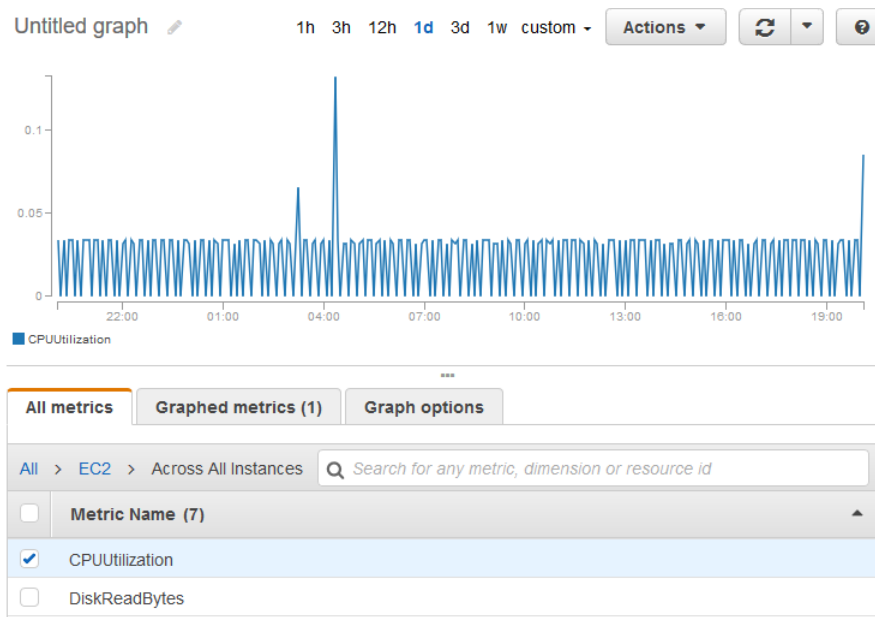 Untitled graph 1h 3h 12h 1d 3d 1w custom Actions
0.1
0.05
0
22:00 01:00 04:00 07:00 10:00 13:00 16:00 19:00
CPUUtilization
All metrics Graphed metrics (1) Graph options
All > EC2 > Across All Instances Search for any metric, dimension or resource id
Metric Name (7)
CPUUtilization
DiskReadBytes